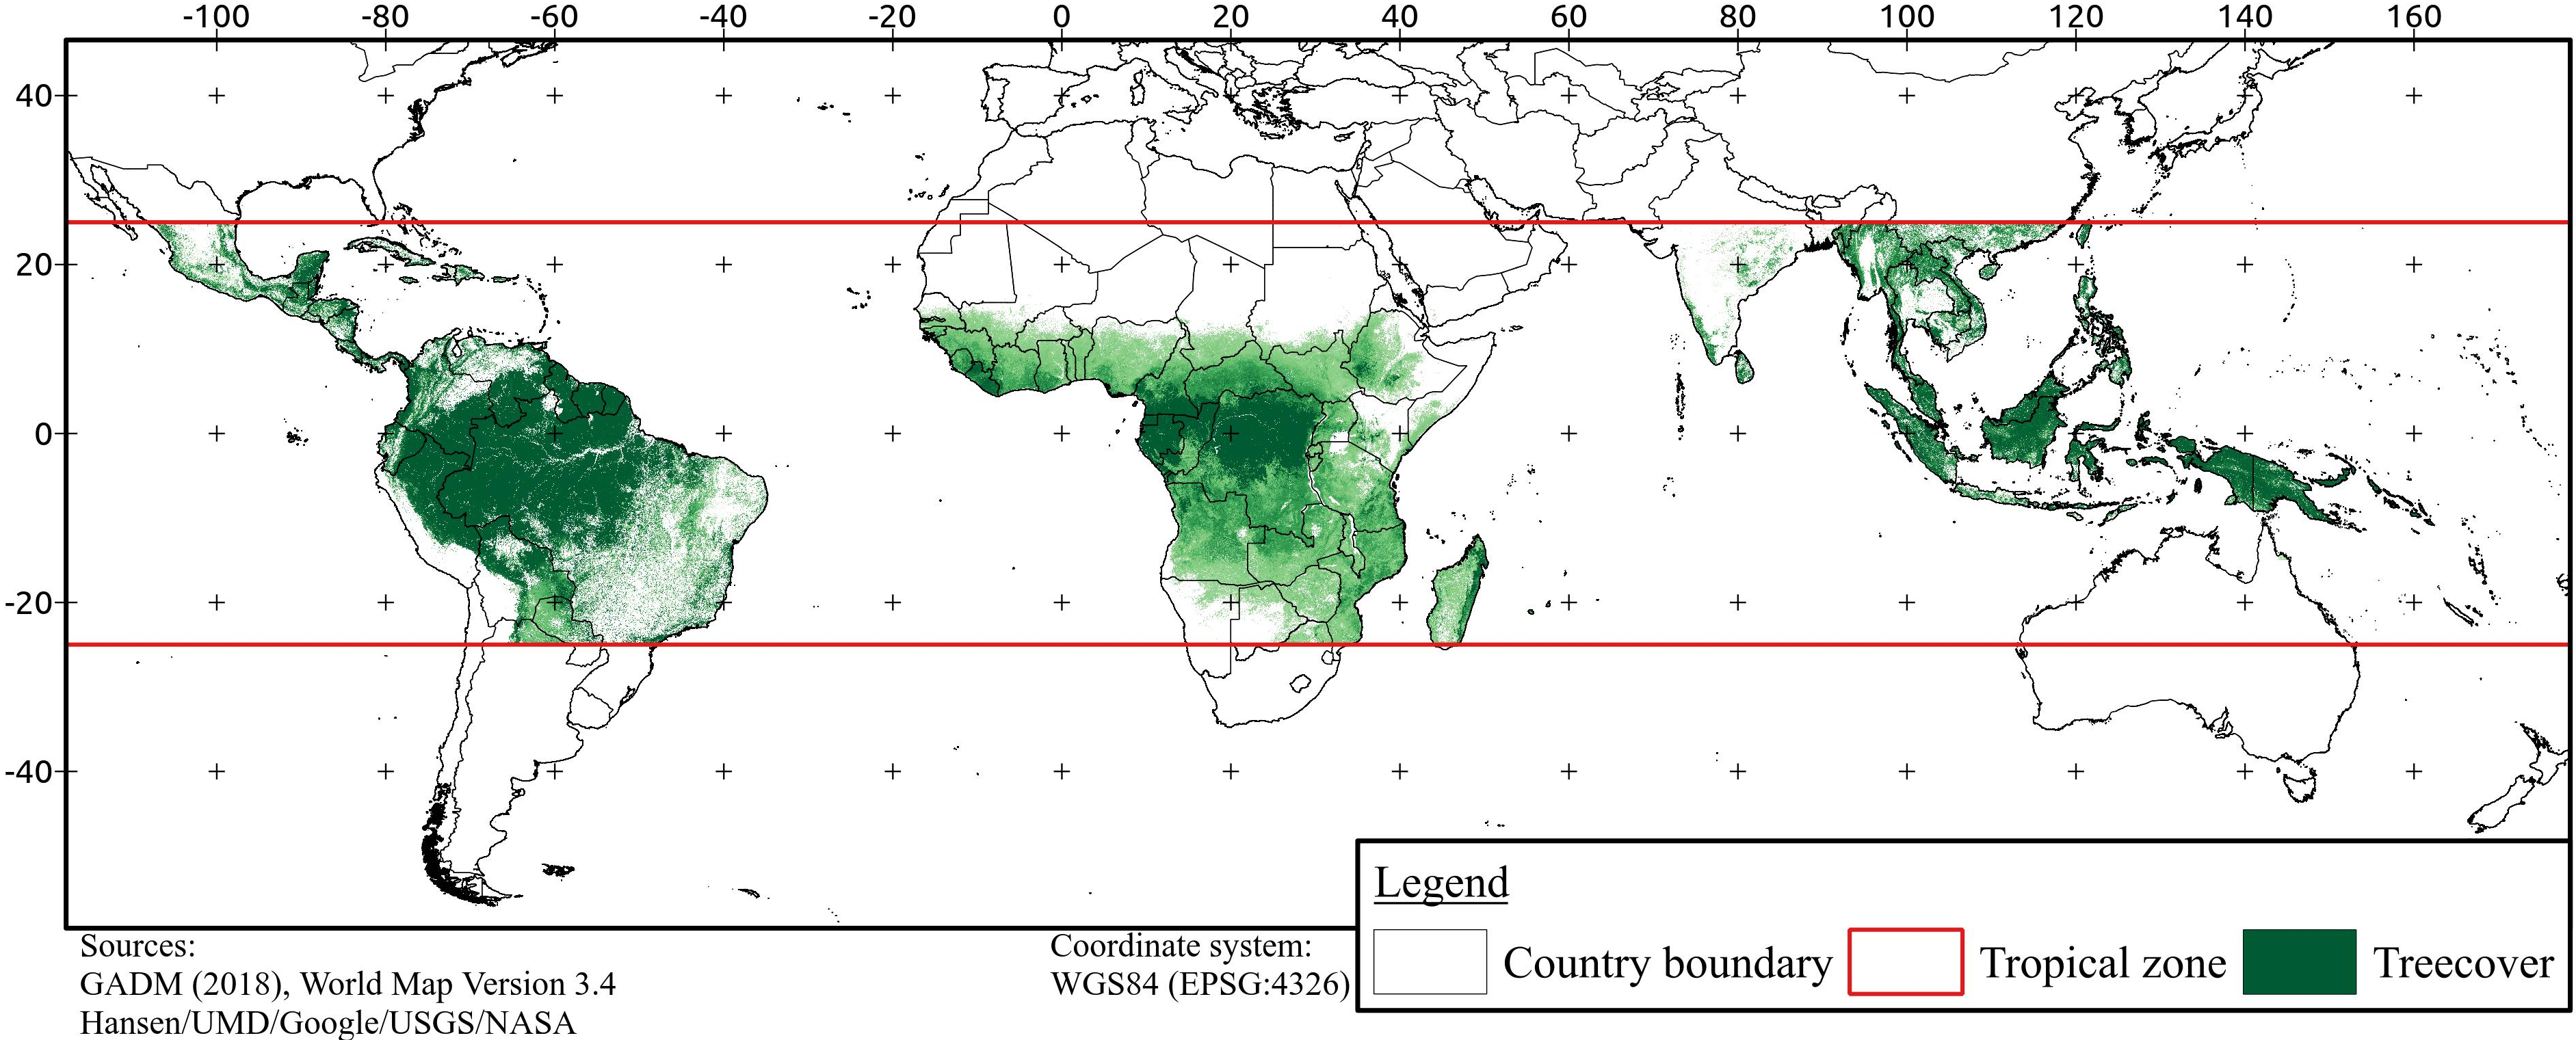 -100 -80 -60 -40 -20 0 20 40 60 80 100 120 140 160
40
20
0
-20
-40
Legend
Country boundary Tropical zone Treecover
Sources:
GADM (2018), World Map Version 3.4
Hansen/UMD/Google/USGS/NASA
Coordinate system:
WGS84 (EPSG:4326)